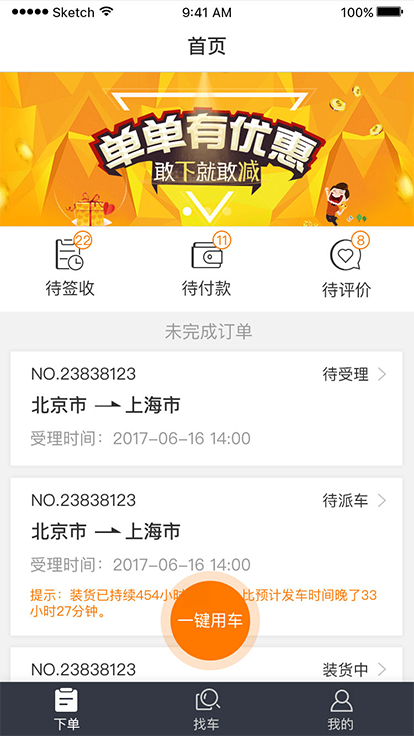 Sketch
9:41 AM
100%
首页
单单有优惠
敢下就敢减
22
11
8
待签收
待付款
待评价
未完成订单
NO.23838123
待受理
北京市
上海市
受理时间：2017-06-16 14:00
NO.23838123
待派车
北京市
上海市
受理时间：2017-06-16 14:00
提示：装货已持续454小时
比预计发车时间晚了33
小时27分钟。
一键用车
NO.23838123
装货中
下单
找车
我的